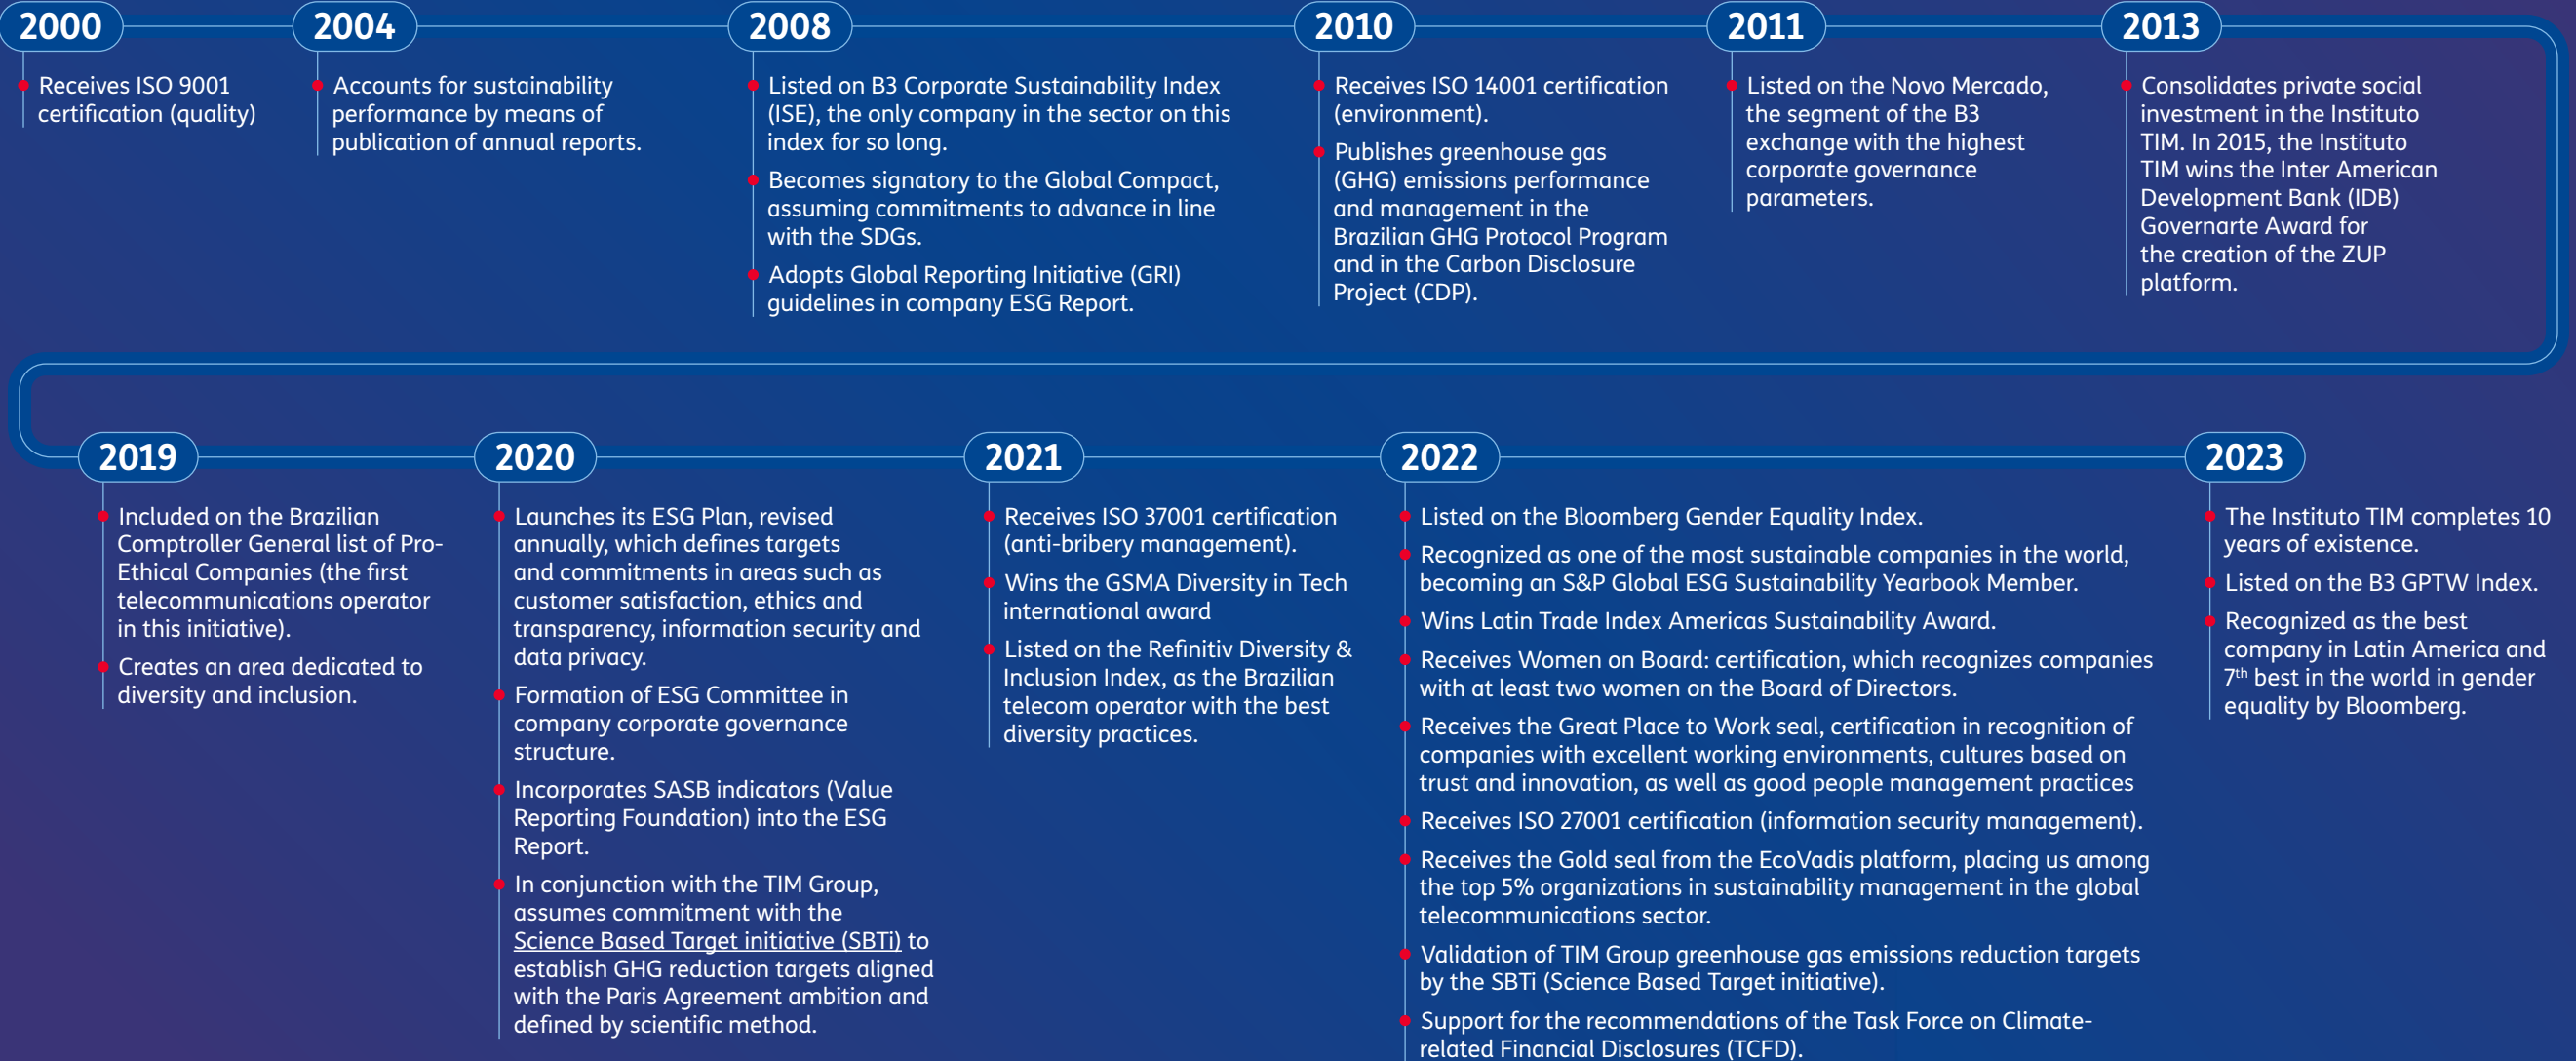 2000
Receives ISO 9001
certification (quality)
2004
Accounts for sustainability
performance by means of
publication of annual reports.
2008
Listed on B3 Corporate Sustainability Index
(ISE), the only company in the sector on this
index for so long.
Becomes signatory to the Global Compact,
assuming commitments to advance in line
with the SDGs.
Adopts Global Reporting Initiative (GRI)
guidelines in company ESG Report.
2010
Receives ISO 14001 certification
(environment).
Publishes greenhouse gas
(GHG) emissions performance
and management in the
Brazilian GHG Protocol Program
and in the Carbon Disclosure
Project (CDP).
2011
Listed on the Novo Mercado,
the segment of the B3
exchange with the highest
corporate governance
parameters.
2013
Consolidates private social
investment in the Instituto
TIM. In 2015, the Instituto
TIM wins the Inter American
Development Bank (IDB)
Governarte Award for
the creation of the ZUP
platform.
2019
Included on the Brazilian
Comptroller General list of Pro-
Ethical Companies (the first
telecommunications operator
in this initiative).
Creates an area dedicated to
diversity and inclusion.
2020
Launches its ESG Plan, revised
annually, which defines targets
and commitments in areas such as
customer satisfaction, ethics and
transparency, information security and
data privacy.
Formation of ESG Committee in
company corporate governance
structure.
Incorporates SASB indicators (Value
Reporting Foundation) into the ESG
Report.
In conjunction with the TIM Group,
assumes commitment with the
Science Based Target initiative (SBTi) to
establish GHG reduction targets aligned
with the Paris Agreement ambition and
defined by scientific method.
2021
Receives ISO 37001 certification
(anti-bribery management).
Wins the GSMA Diversity in Tech
international award
Listed on the Refinitiv Diversity &
Inclusion Index, as the Brazilian
telecom operator with the best
diversity practices.
2022
Listed on the Bloomberg Gender Equality Index.
Recognized as one of the most sustainable companies in the world,
becoming an S&P Global ESG Sustainability Yearbook Member.
Wins Latin Trade Index Americas Sustainability Award.
Receives Women on Board: certification, which recognizes companies
with at least two women on the Board of Directors.
Receives the Great Place to Work seal, certification in recognition of
companies with excellent working environments, cultures based on
trust and innovation, as well as good people management practices
Receives ISO 27001 certification (information security management).
Receives the Gold seal from the EcoVadis platform, placing us among
the top 5% organizations in sustainability management in the global
telecommunications sector.
Validation of TIM Group greenhouse gas emissions reduction targets
by the SBTi (Science Based Target initiative).
Support for the recommendations of the Task Force on Climate-
related Financial Disclosures (TCFD).
2023
The Instituto TIM completes 10
years of existence.
Listed on the B3 GPTW Index.
Recognized as the best
company in Latin America and
7th best in the world in gender
equality by Bloomberg.